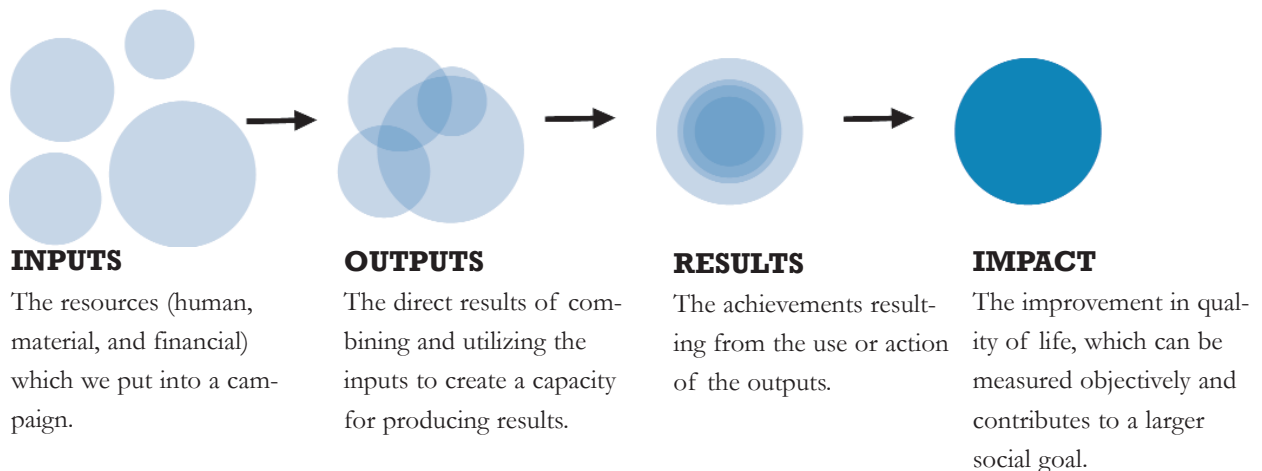 INPUTS
The resources (human,
material, and financial)
which we put into a cam-
paign.
OUTPUTS
The direct results of com-
bining and utilizing the
inputs to create a capacity
for producing results.
RESULTS
The achievements result-
ing from the use or action
of the outputs.
IMPACT
The improvement in qual-
ity of life, which can be
measured objectively and
contributes to a larger
social goal.